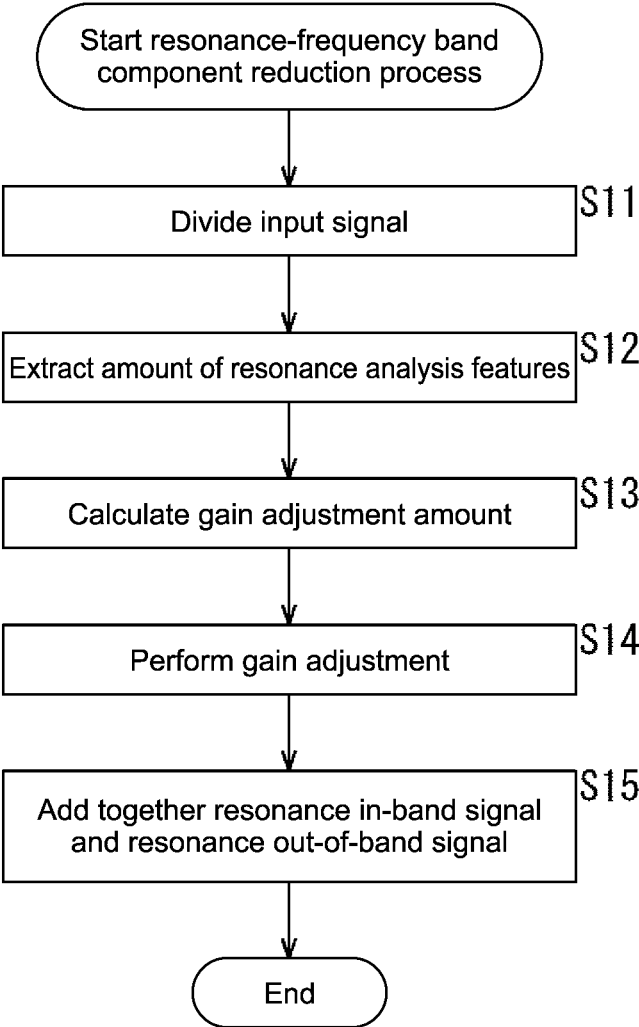 Start resonance-frequency band
component reduction process
S11
Divide input signal
S12
Extract amount of resonance analysis features
S13
Calculate gain adjustment amount
S14
Perform gain adjustment
S15
Add together resonance in-band signal
and resonance out-of-band signal
End